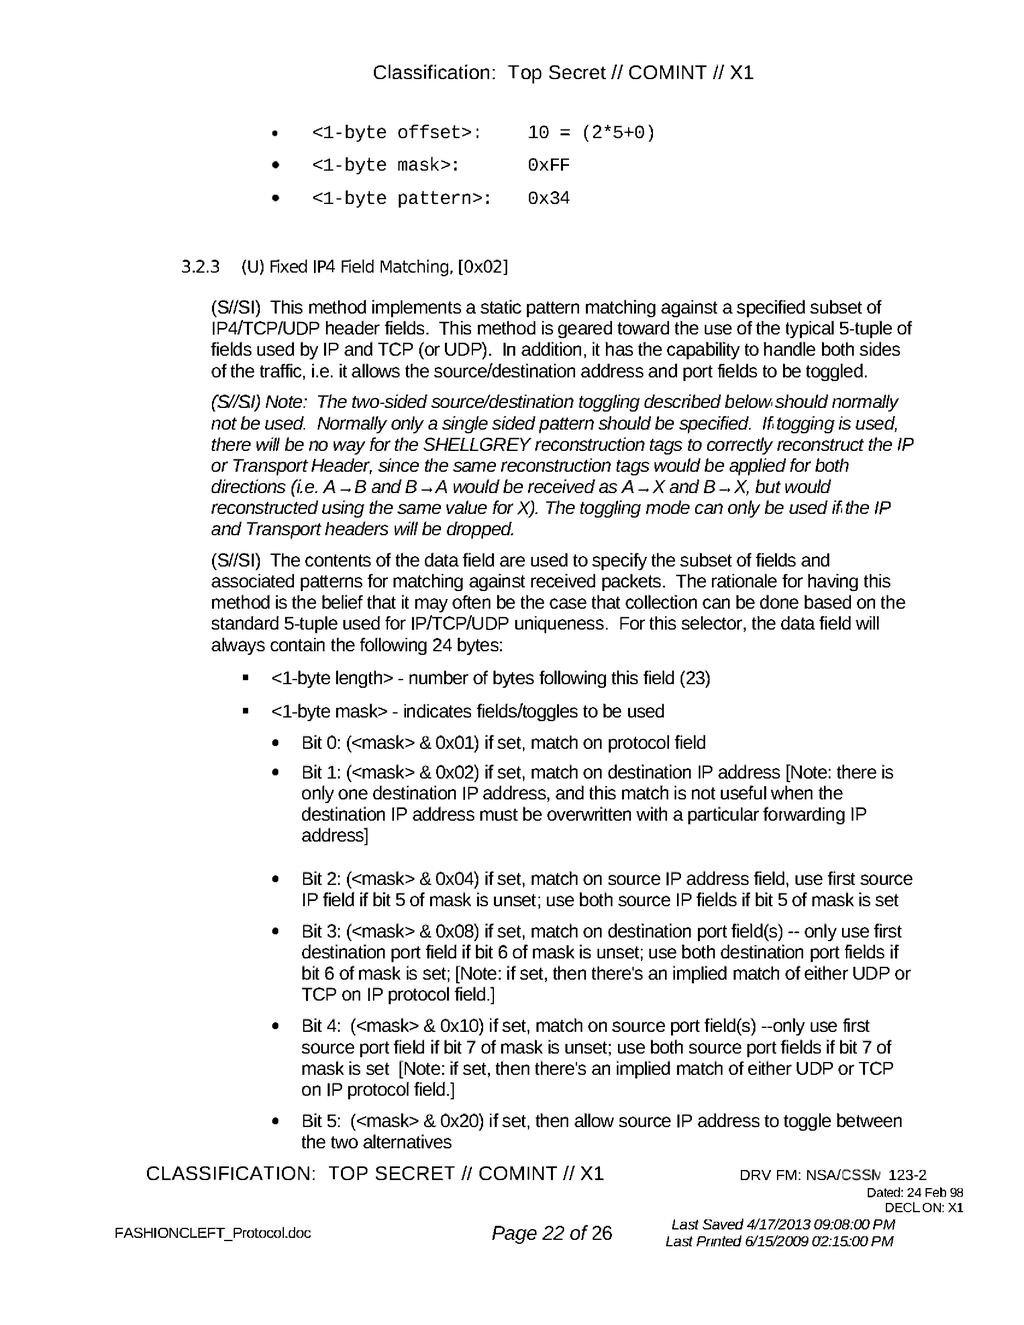 Classification: Top Secret // COMINT // X1
• <1-byte offset>: 10 = (2*5+0)
• <1-byte mask>: 0xFF
• <1-byte pattern>: 0x34
3.2.3 (U) Fixed IP4 Field Matching, [0x02]
(S//SI) This method implements a static pattern matching against a specified subset of
IP4/TCP/UDP header fields. This method is geared toward the use of the typical 5-tuple of
fields used by IP and TCP (or UDP). In addition, it has the capability to handle both sides
of the traffic, i.e. it allows the source/destination address and port fields to be toggled.
(S//SI) Note: The two-sided source/destination toggling described below should normally
not be used. Normally only a single sided pattern should be specified. If togging is used,
there will be no way for the SHELLGREY reconstruction tags to correctly reconstruct the IP
or Transport Header, since the same reconstruction tags would be applied for both
directions (i.e. A→B and B→A would be received as A→X and B→X, but would
reconstructed using the same value for X). The toggling mode can only be used if the IP
and Transport headers will be dropped.
(S//SI) The contents of the data field are used to specify the subset of fields and
associated patterns for matching against received packets. The rationale for having this
method is the belief that it may often be the case that collection can be done based on the
standard 5-tuple used for IP/TCP/UDP uniqueness. For this selector, the data field will
always contain the following 24 bytes:
▪ <1-byte length> - number of bytes following this field (23)
▪ <1-byte mask> - indicates fields/toggles to be used
• Bit 0: (<mask> & 0x01) if set, match on protocol field
• Bit 1: (<mask> & 0x02) if set, match on destination IP address [Note: there is
only one destination IP address, and this match is not useful when the
destination IP address must be overwritten with a particular forwarding IP
address]
• Bit 2: (<mask> & 0x04) if set, match on source IP address field, use first source
IP field if bit 5 of mask is unset; use both source IP fields if bit 5 of mask is set
• Bit 3: (<mask> & 0x08) if set, match on destination port field(s) -- only use first
destination port field if bit 6 of mask is unset; use both destination port fields if
bit 6 of mask is set; [Note: if set, then there's an implied match of either UDP or
TCP on IP protocol field.]
• Bit 4: (<mask> & 0x10) if set, match on source port field(s) --only use first
source port field if bit 7 of mask is unset; use both source port fields if bit 7 of
mask is set [Note: if set, then there's an implied match of either UDP or TCP
on IP protocol field.]
• Bit 5: (<mask> & 0x20) if set, then allow source IP address to toggle between
the two alternatives
CLASSIFICATION: TOP SECRET // COMINT // X1
DRV FM: NSA/CSSM 123-2
Dated: 24 Feb 98
DECL ON: X1
FASHIONCLEFT_Protocol.doc
Page 22 of 26
Last Saved 4/17/2013 09:08:00 PM
Last Printed 6/15/2009 02:15:00 PM